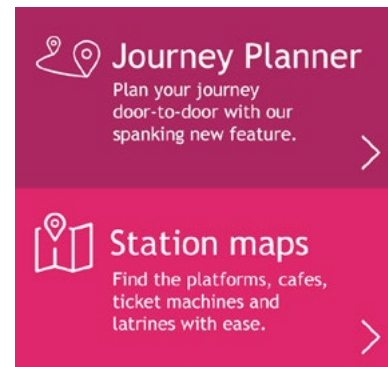 Journey Planner
Plan your journey
door-to-door with our
spanking new feature.
Station maps
Find the platforms, cafes,
ticket machines and
latrines with ease.